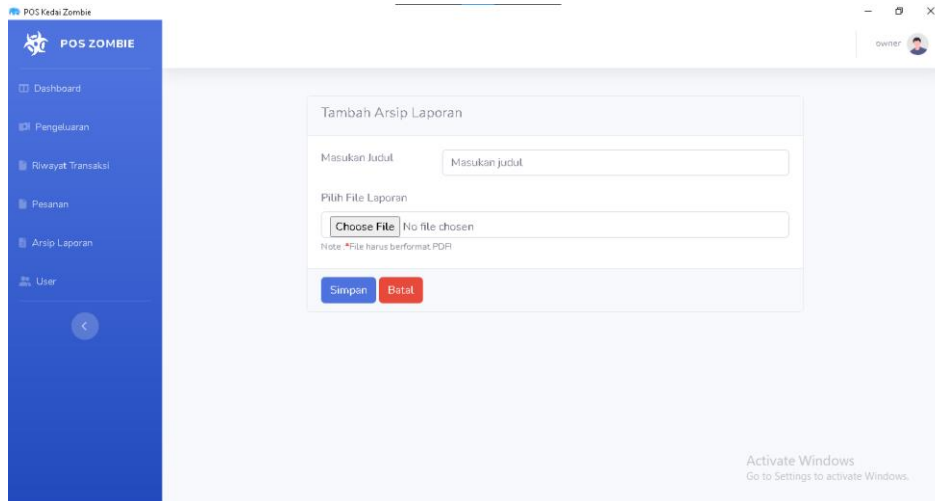 POS Kedai Zombie
POS ZOMBIE
owner
Dashboard
Pengeluaran
Riwayat Transaksi
Pesanan
Arsip Laporan
User
Tambah Arsip Laporan
Masukan Judul
Masukan judul
Pilih File Laporan
Choose File No file chosen
Note :*File harus berformat.PDF!
Simpan Batal
Activate Windows
Go to Settings to activate Windows.